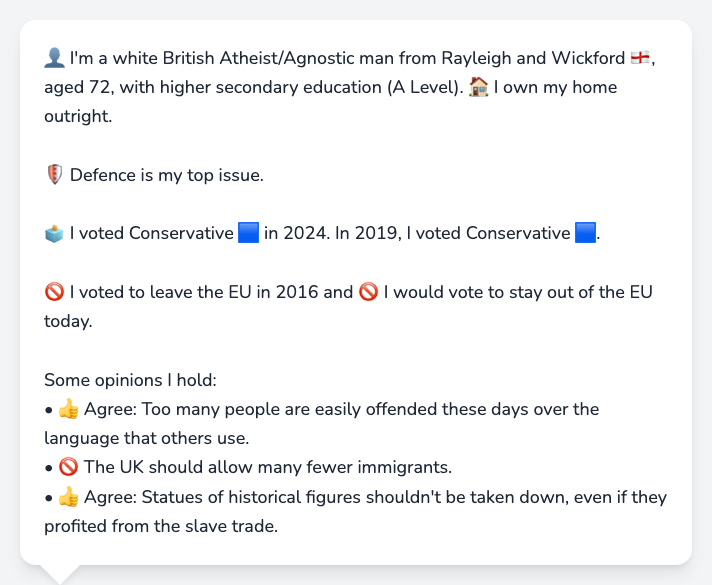 👤 I'm a white British Atheist/Agnostic man from Rayleigh and Wickford 🏴󠁧󠁢󠁥󠁮󠁧󠁿,
aged 72, with higher secondary education (A Level). 🏠 I own my home
outright.
🛡️ Defence is my top issue.
🗳️ I voted Conservative 🟦 in 2024. In 2019, I voted Conservative 🟦.
🚫 I voted to leave the EU in 2016 and 🚫 I would vote to stay out of the EU
today.
Some opinions I hold:
• 👍 Agree: Too many people are easily offended these days over the
language that others use.
• 🚫 The UK should allow many fewer immigrants.
• 👍 Agree: Statues of historical figures shouldn't be taken down, even if they
profited from the slave trade.